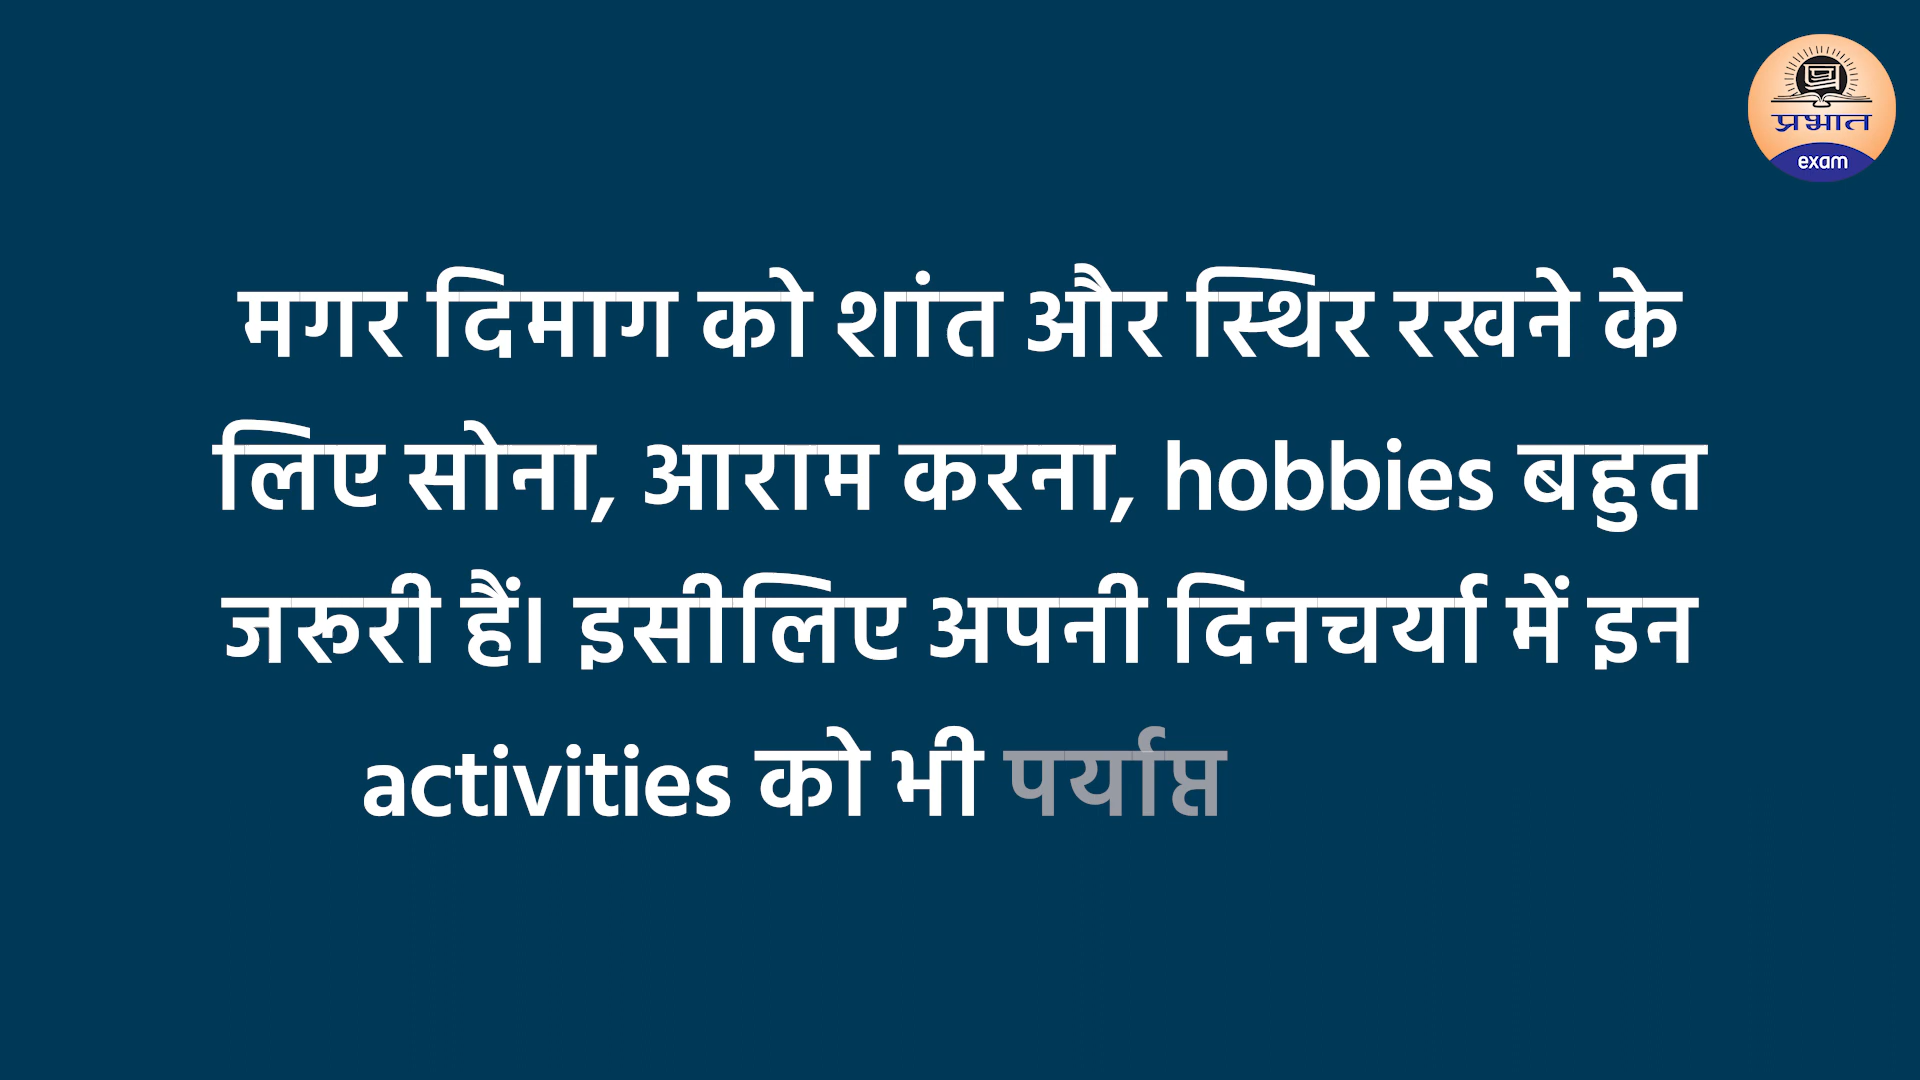 प्रभात
exam
मगर दिमाग को शांत और स्थिर रखने के
लिए सोना, आराम करना, hobbies बहुत
जरूरी हैं। इसीलिए अपनी दिनचर्या में इन
activities को भी पर्याप्त